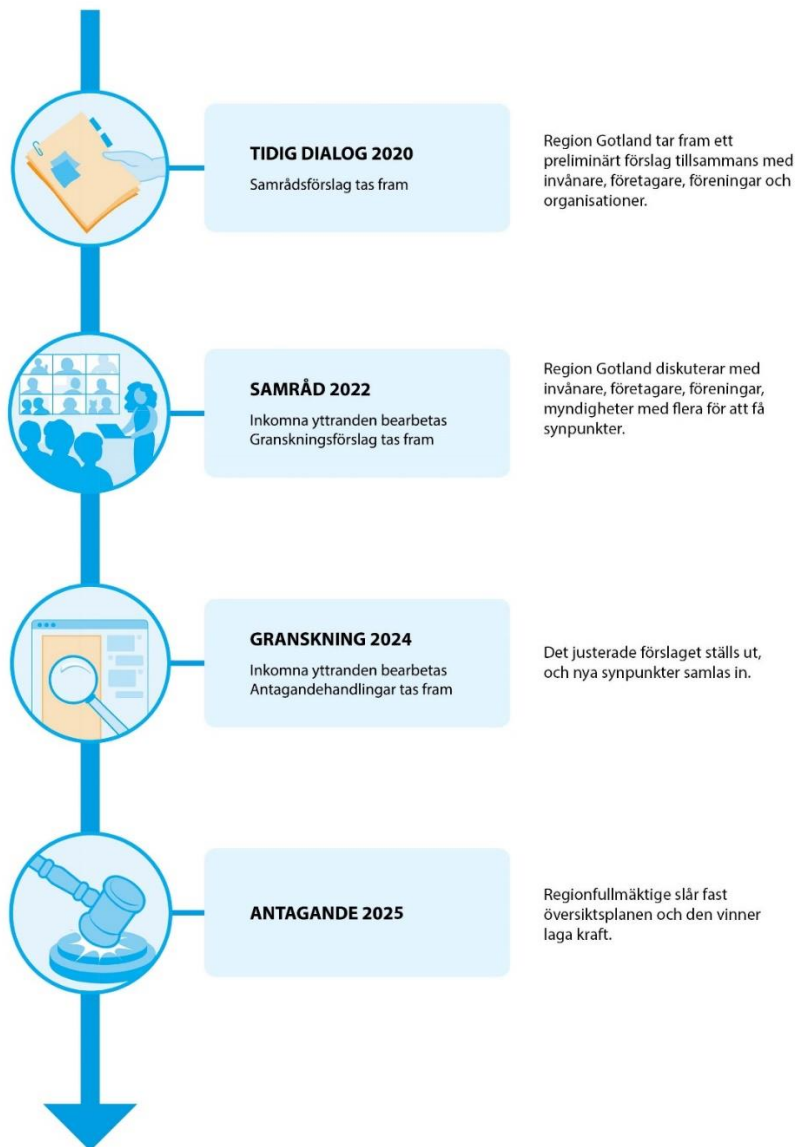 TIDIG DIALOG 2020
Samrådsförslag tas fram
Region Gotland tar fram ett
preliminärt förslag tillsammans med
invånare, företagare, föreningar och
organisationer.
SAMRÅD 2022
Inkomna yttranden bearbetas
Granskningsförslag tas fram
Region Gotland diskuterar med
invånare, företagare, föreningar,
myndigheter med flera för att få
synpunkter.
GRANSKNING 2024
Inkomna yttranden bearbetas
Antagandehandlingar tas fram
Det justerade förslaget ställs ut,
och nya synpunkter samlas in.
ANTAGANDE 2025
Regionfullmäktige slår fast
översiktsplanen och den vinner
laga kraft.